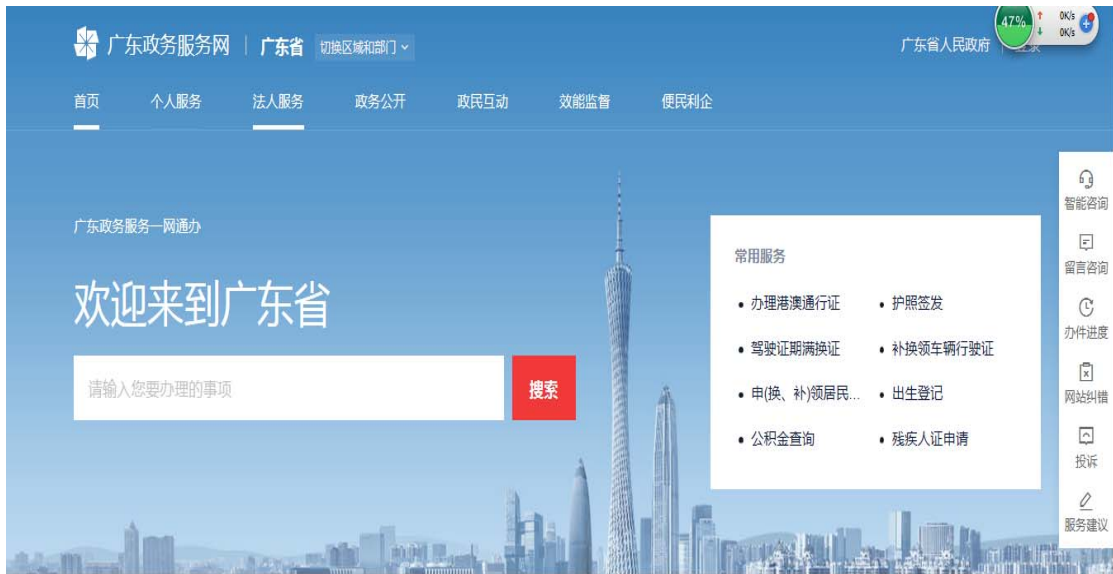 47%
0K/s
0K/s
广东政务服务网 广东省 切换区域和部门
广东省人民政府
首页 个人服务 法人服务 政务公开 政民互动 效能监督 便民利企
广东政务服务一网通办
欢迎来到广东省
请输入您要办理的事项
搜索
常用服务
办理港澳通行证
护照签发
驾驶证期满换证
补换领车辆行驶证
申(换、补)领居民...
出生登记
公积金查询
残疾人证申请
智能咨询
留言咨询
办件进度
网站纠错
投诉
服务建议